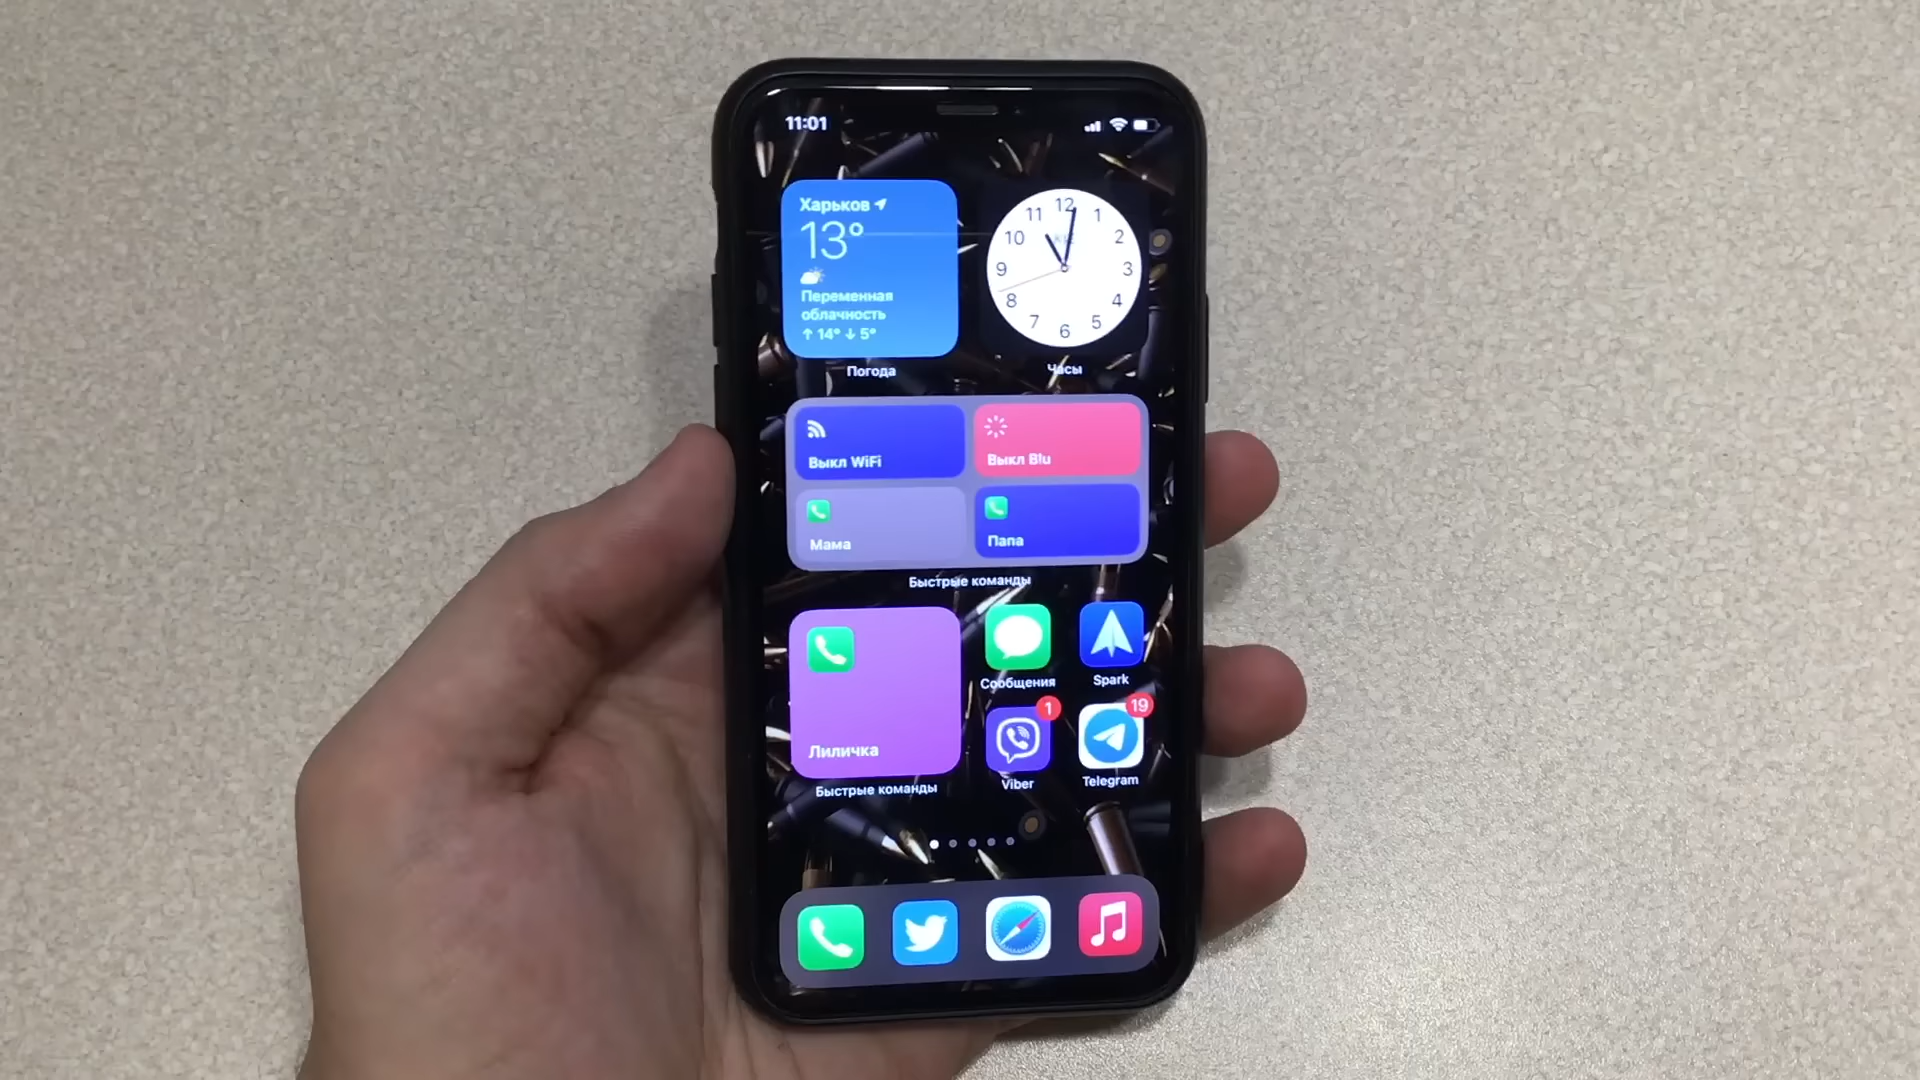 11:01
Харьков
13°
Переменная
облачность
↑ 14° ↓ 5°
Погода
12
1
2
3
4
5
6
7
8
9
10
11
Часы
Выкл WiFi
Выкл Blu
Мама
Папа
Быстрые команды
Лиличка
Быстрые команды
Сообщения
Spark
1
Viber
19
Telegram